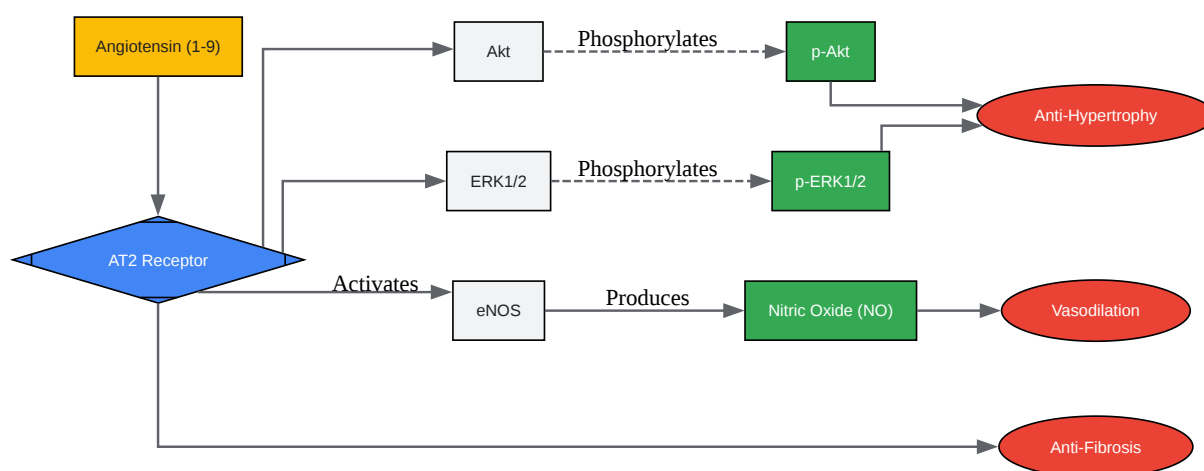 Angiotensin (1-9)
Akt
Phosphorylates
p-Akt
Anti-Hypertrophy
ERK1/2
Phosphorylates
p-ERK1/2
AT2 Receptor
Activates
eNOS
Produces
Nitric Oxide (NO)
Vasodilation
Anti-Fibrosis